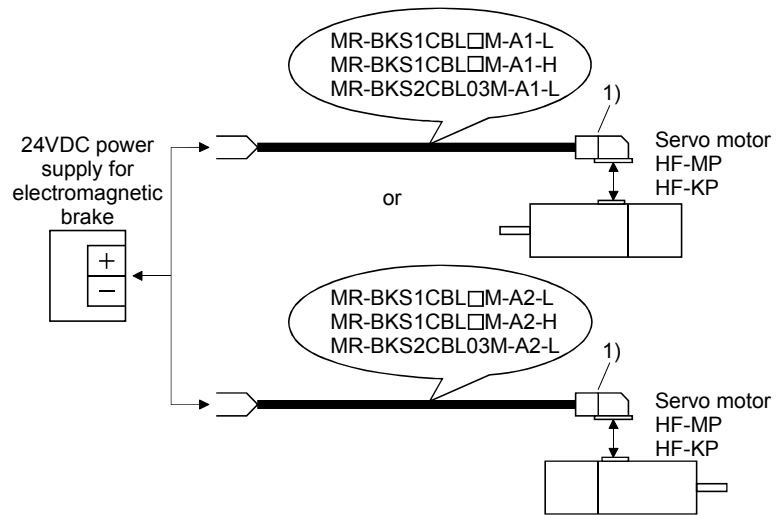 MR-BKS1CBL□M-A1-L
MR-BKS1CBL□M-A1-H
MR-BKS2CBL03M-A1-L
1)
24VDC power
supply for
electromagnetic
brake
Servo motor
HF-MP
HF-KP
or
+
−
MR-BKS1CBL□M-A2-L
MR-BKS1CBL□M-A2-H
MR-BKS2CBL03M-A2-L
1)
Servo motor
HF-MP
HF-KP